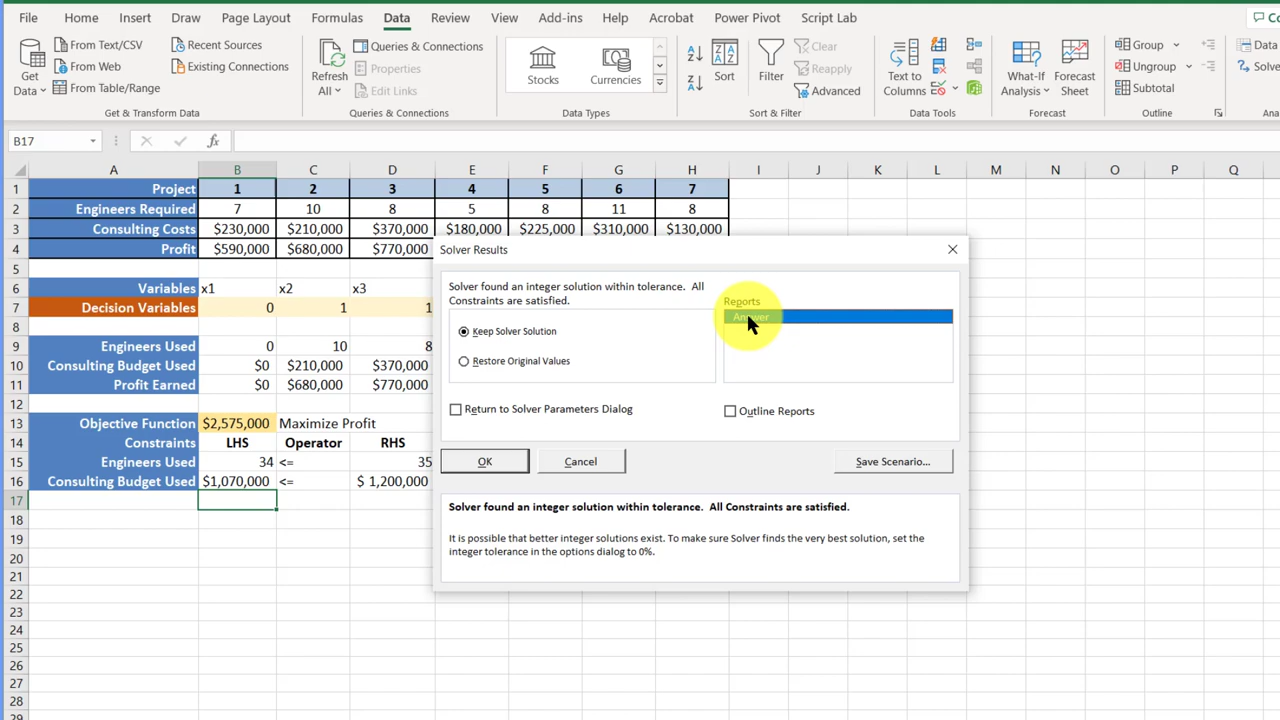 File Home Insert Draw Page Layout Formulas Data Review View Add-ins Help Acrobat Power Pivot Script Lab
Get Data
From Text/CSV
From Web
From Table/Range
Recent Sources
Existing Connections
Get & Transform Data
Refresh All
Queries & Connections
Properties
Edit Links
Queries & Connections
Stocks
Currencies
Data Types
Sort
Filter
Clear
Reapply
Advanced
Sort & Filter
Text to Columns
Data Tools
What-If Analysis
Forecast Sheet
Forecast
Group
Ungroup
Subtotal
Outline
B17
fx
A B C D E F G H I J K L M N O P Q
1 Project 1 2 3 4 5 6 7
2 Engineers Required 7 10 8 5 8 11 8
3 Consulting Costs $230,000 $210,000 $370,000 $180,000 $225,000 $310,000 $130,000
4 Profit $590,000 $680,000 $770,000
5
6 Variables x1 x2 x3
7 Decision Variables 0 1 1
8
9 Engineers Used 0 10 8
10 Consulting Budget Used $0 $210,000 $370,000
11 Profit Earned $0 $680,000 $770,000
12
13 Objective Function $2,575,000 Maximize Profit
14 Constraints LHS Operator RHS
15 Engineers Used 34 <= 35
16 Consulting Budget Used $1,070,000 <= $ 1,200,000
17
18
19
20
21
22
23
24
25
26
27
28
Solver Results
Solver found an integer solution within tolerance. All
Constraints are satisfied.
Keep Solver Solution
Restore Original Values
Reports
Answer
Return to Solver Parameters Dialog
Outline Reports
OK
Cancel
Save Scenario...
Solver found an integer solution within tolerance. All Constraints are satisfied.
It is possible that better integer solutions exist. To make sure Solver finds the very best solution, set the
integer tolerance in the options dialog to 0%.